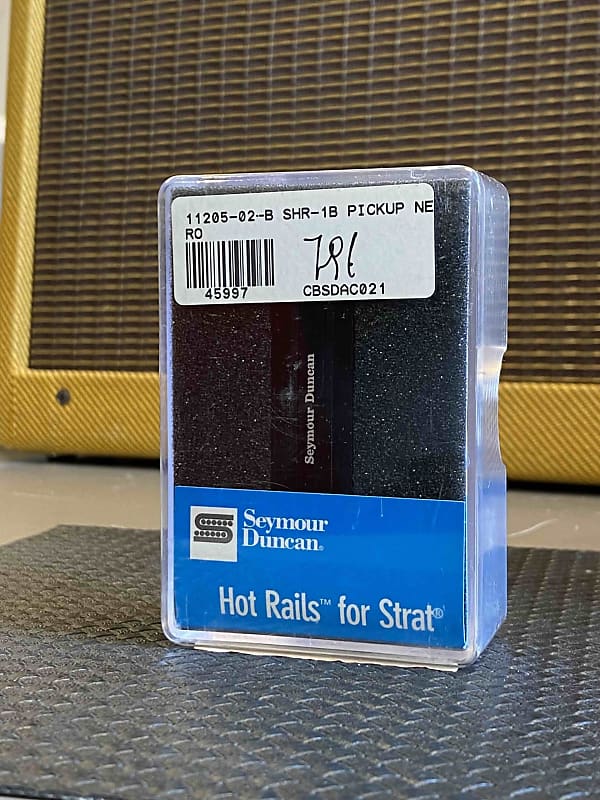 11205-02-B SHR-1B PICKUP NE
RO
45997
CBSDAC021
Seymour Duncan
Seymour
Duncan®
Hot Rails™ for Strat®